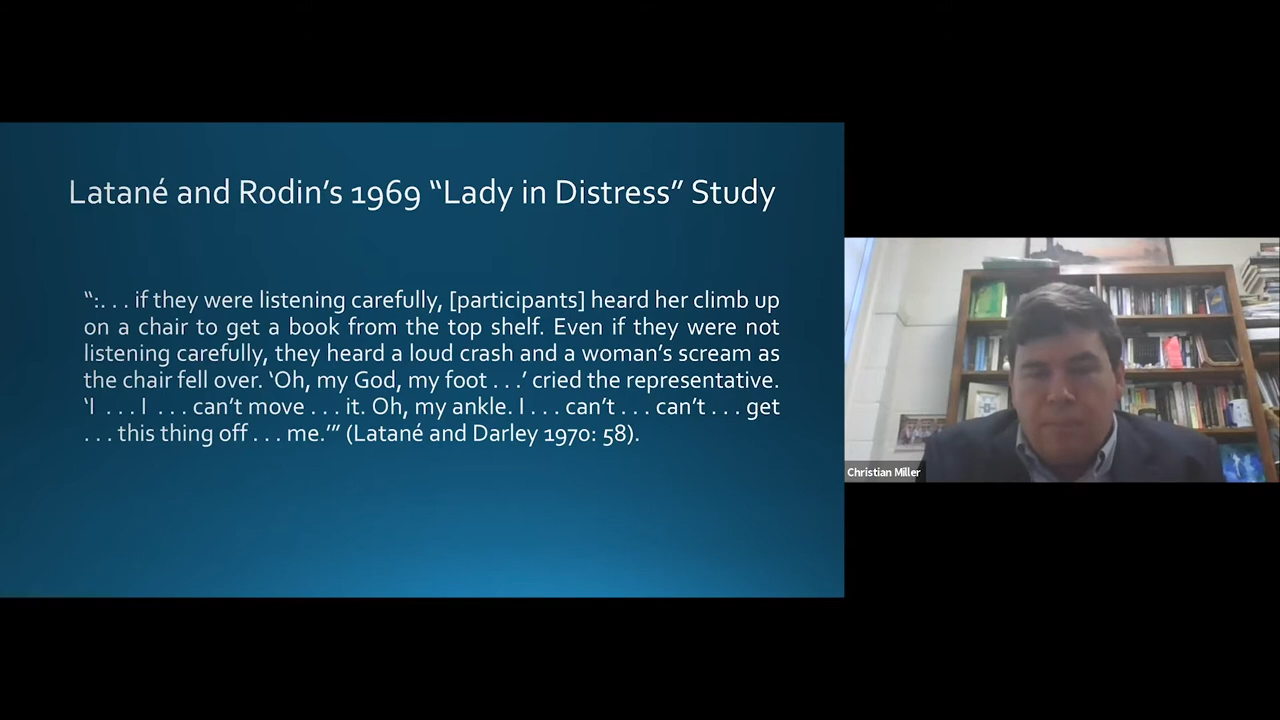 Latané and Rodin’s 1969 “Lady in Distress” Study
“:. . . if they were listening carefully, [participants] heard her climb up
on a chair to get a book from the top shelf. Even if they were not
listening carefully, they heard a loud crash and a woman’s scream as
the chair fell over. ‘Oh, my God, my foot . . .’ cried the representative.
‘I . . . I . . . can’t move . . . it. Oh, my ankle. I . . . can’t . . . can’t . . . get
. . . this thing off . . . me.’” (Latané and Darley 1970: 58).
Christian Miller